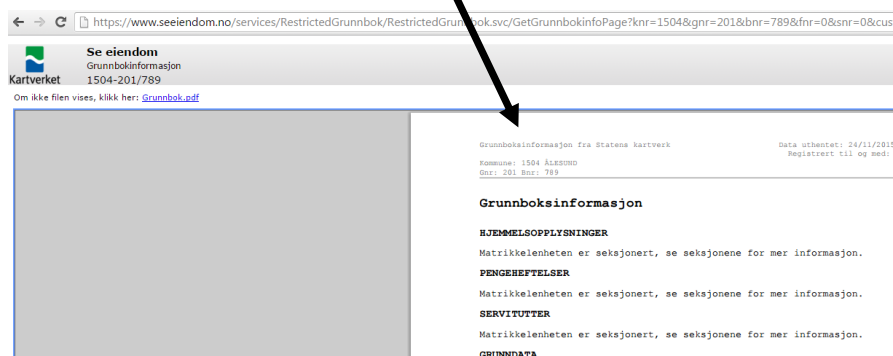 https://www.seeiendom.no/services/RestrictedGrunnbok/RestrictedGrunnbok.svc/GetGrunnbokinfoPage?knr=1504&gnr=201&bnr=789&fnr=0&snr=0&cus
Se eiendom
Grunnbokinformasjon
Kartverket 1504-201/789
Om ikke filen vises, klikk her: Grunnbok.pdf
Grunnboksinformasjon fra Statens kartverk Data uthentet: 24/11/2015
Registrert til og med:
Kommune: 1504 ÅLESUND
Gnr: 201 Bnr: 789
Grunnboksinformasjon
HJEMMELSOPPLYSNINGER
Matrikkelenheten er seksjonert, se seksjonene for mer informasjon.
PENGEHEFTELSER
Matrikkelenheten er seksjonert, se seksjonene for mer informasjon.
SERVITUTTER
Matrikkelenheten er seksjonert, se seksjonene for mer informasjon.
GRUNNDATA